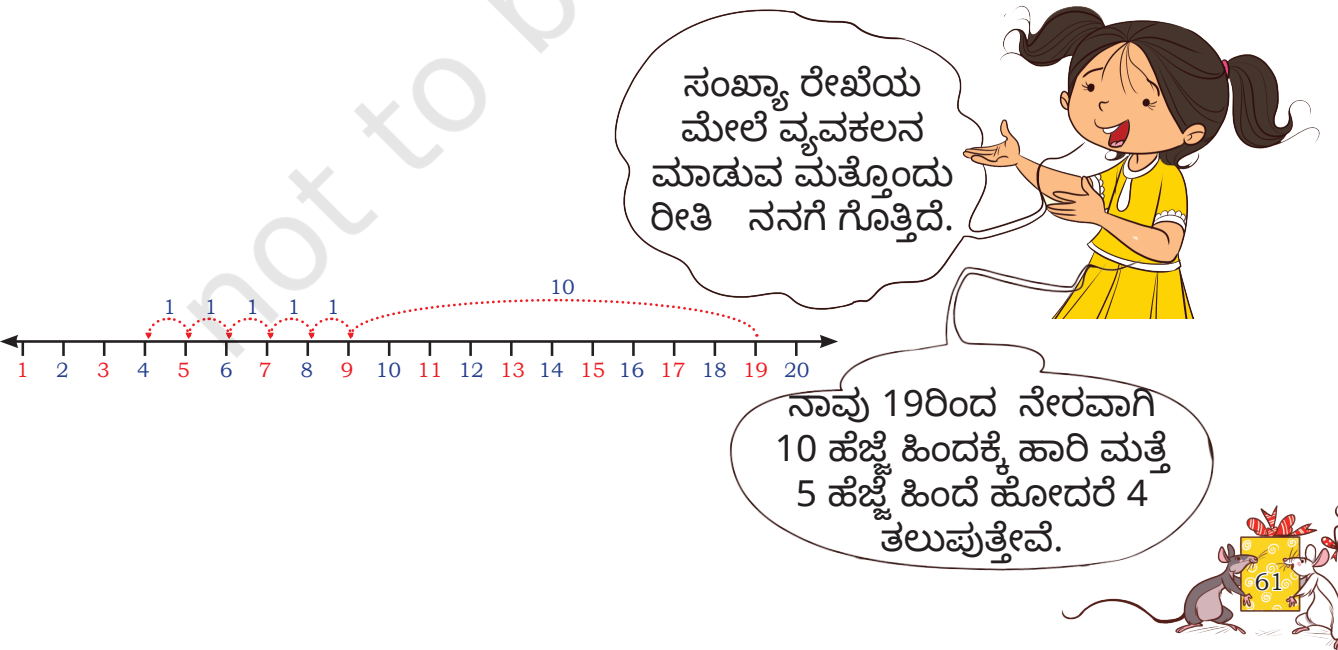 ಸಂಖ್ಯಾ ರೇಖೆಯ
ಮೇಲೆ ವ್ಯವಕಲನ
ಮಾಡುವ ಮತ್ತೊಂದು
ರೀತಿ ನನಗೆ ಗೊತ್ತಿದೆ.
not to b
10
1 1 1 1 1
1 2 3 4 5 6 7 8 9 10 11 12 13 14 15 16 17 18 19 20
ನಾವು 19ರಿಂದ ನೇರವಾಗಿ
10 ಹೆಜ್ಜೆ ಹಿಂದಕ್ಕೆ ಹಾರಿ ಮತ್ತೆ
5 ಹೆಜ್ಜೆ ಹಿಂದೆ ಹೋದರೆ 4
ತಲುಪುತ್ತೇವೆ.
61